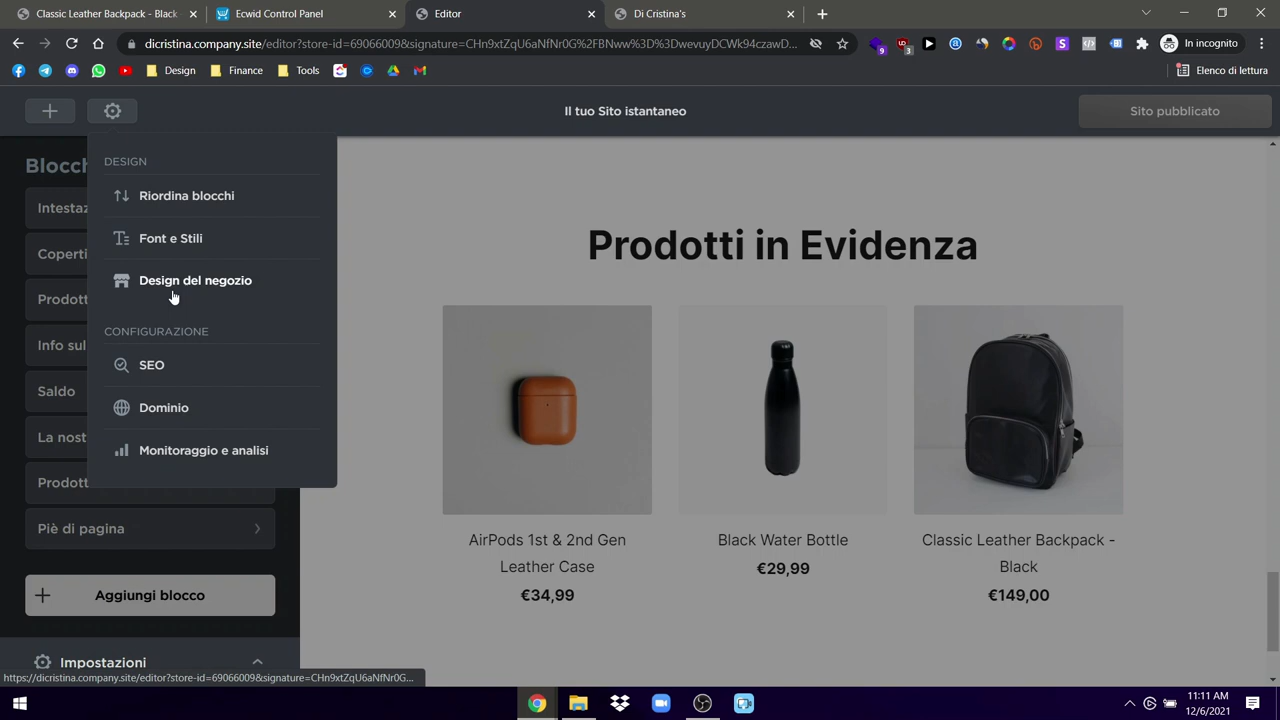 Classic Leather Backpack - Black
Ecwid Control Panel
Editor
Di Cristina's
dicristina.company.site/editor?store-id=69066009&signature=CHn9xtZqU6aNfNr0G%2FBNww%3D%3DwevuyDCWk94czawD...
9
3
In incognito
Design
Finance
Tools
Elenco di lettura
Il tuo Sito istantaneo
Sito pubblicato
Blocch
DESIGN
Riordina blocchi
Intestaz
Font e Stili
Coperti
Design del negozio
Prodott
CONFIGURAZIONE
Info sul
SEO
Saldo
Dominio
La nost
Monitoraggio e analisi
Prodott
Piè di pagina
Aggiungi blocco
Impostazioni
Prodotti in Evidenza
AirPods 1st & 2nd Gen
Leather Case
€34,99
Black Water Bottle
€29,99
Classic Leather Backpack -
Black
€149,00
https://dicristina.company.site/editor?store-id=69066009&signature=CHn9xtZqU6aNfNr0G...
11:11 AM
12/6/2021